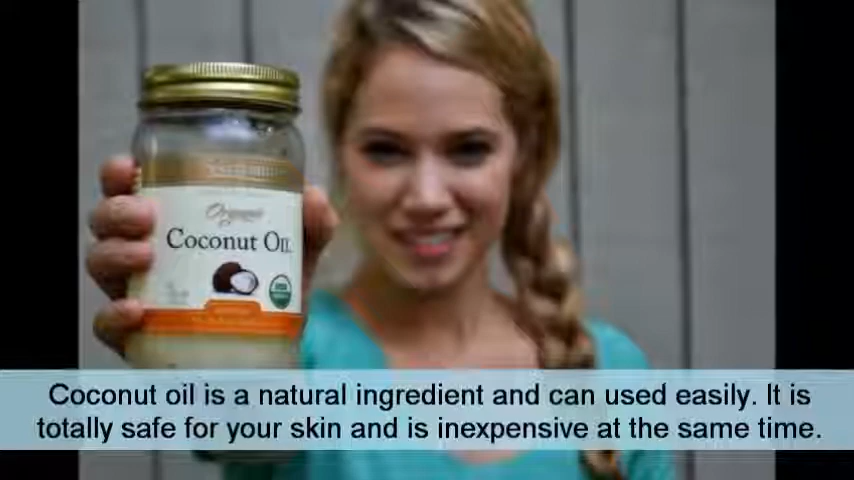 Organic
Coconut Oil
USDA
Coconut oil is a natural ingredient and can used easily. It is
totally safe for your skin and is inexpensive at the same time.